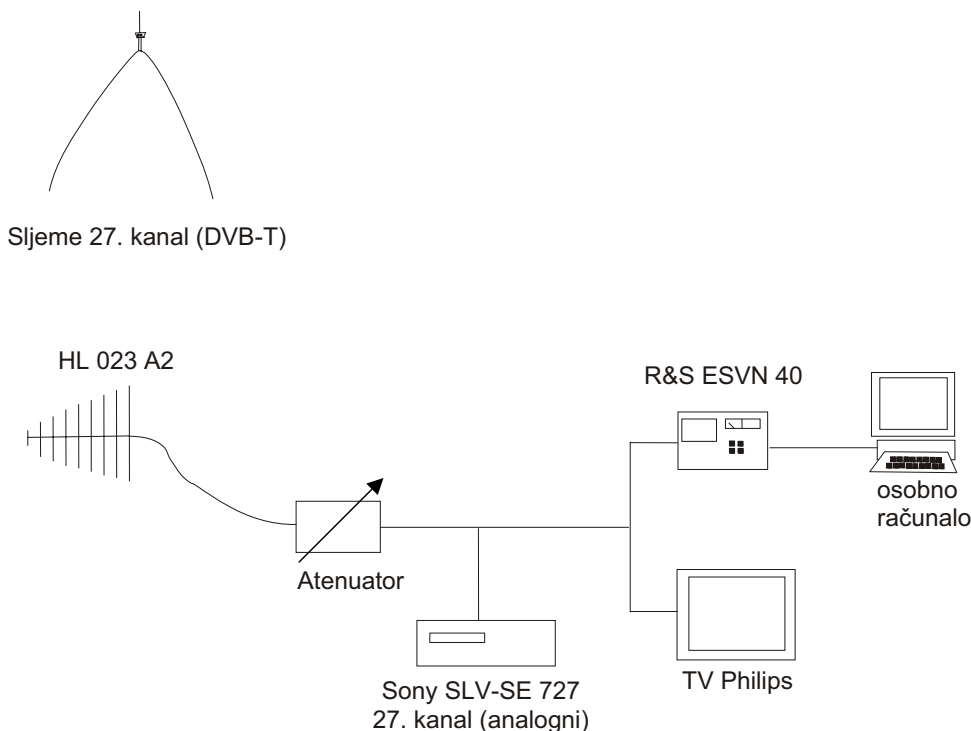 Sljeme 27. kanal (DVB-T)
HL 023 A2
R&S ESVN 40
osobno
računalo
Atenuator
TV Philips
Sony SLV-SE 727
27. kanal (analogni)